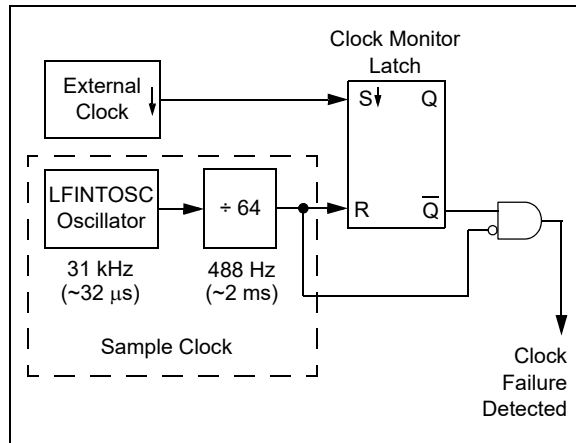 Clock Monitor
Latch
External
Clock
S
Q
LFINTOSC
Oscillator
÷ 64
R
Q̅
31 kHz
(~32 μs)
488 Hz
(~2 ms)
Sample Clock
Clock
Failure
Detected